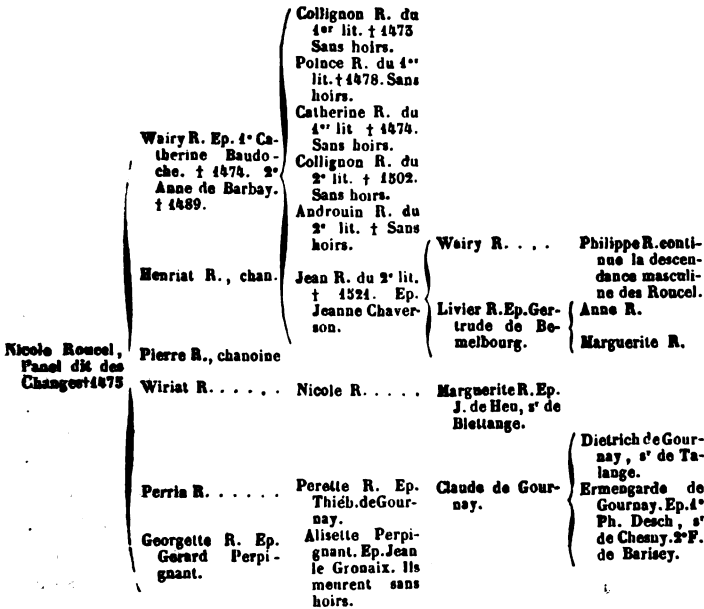 Nicole Roucel,
Panel dit des
Changes†1475
Wairy R. Ep. 1° Ca-
therine Baudo-
che. † 1474. 2°
Anne de Barbay.
† 1489.
Henriat R., chan.
Pierre R., chanoine
Wiriat R. . . . . .
Perrin R. . . . . .
Georgette R. Ep.
Gerard Perpi-
gnant.
Collignon R. du
1er lit. † 1473
Sans hoirs.
Poince R. du 1er
lit. † 1478. Sans
hoirs.
Catherine R. du
1er lit † 1474.
Sans hoirs.
Collignon R. du
2e lit. † 1502.
Sans hoirs.
Androuin R. du
2e lit. † Sans
hoirs.
Jean R. du 2e lit.
† 1521. Ep.
Jeanne Chaver-
son.
Nicole R. . . . .
Perette R. Ep.
Thiéb.deGour-
nay.
Alisette Perpi-
gnant. Ep.Jean
le Gronaix. Ils
meurent sans
hoirs.
Wairy R. . . .
Livier R.Ep.Ger-
trude de Be-
melbourg.
Marguerite R.Ep.
J. de Heu, sr de
Blettange.
Claude de Gour-
nay.
Philippe R.conti-
nue la descen-
dance masculi-
ne des Roucel.
Anne R.
Marguerite R.
Dietrich de Gour-
nay, sr de Ta-
lange.
Ermengarde de
Gournay.Ep.1°
Ph. Desch, sr
de Chesny.2°F.
de Barisey.